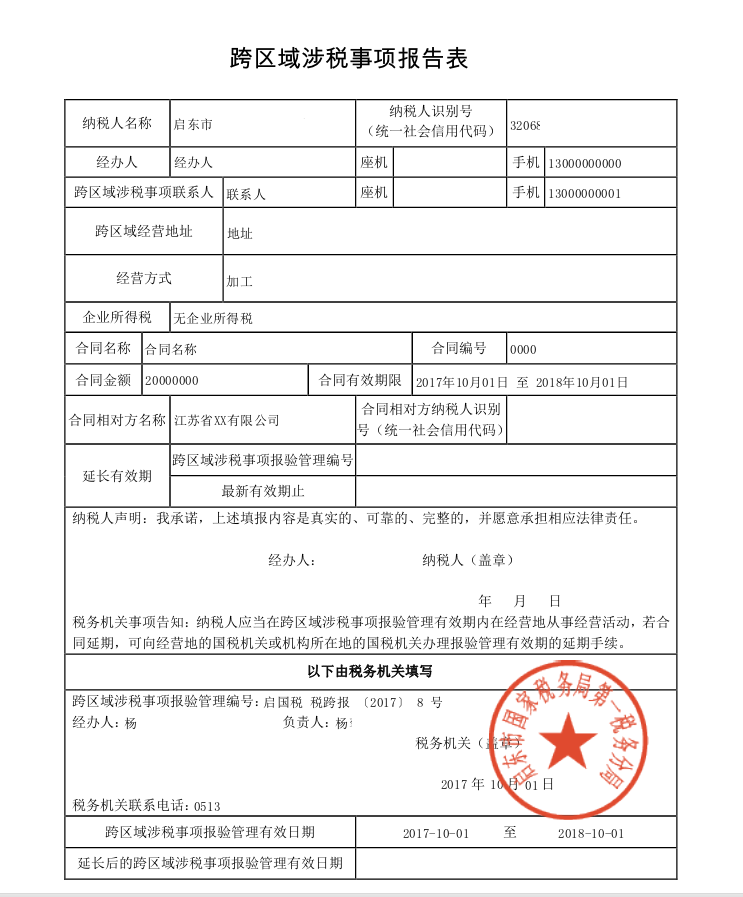 跨区域涉税事项报告表
纳税人名称 启东市 纳税人识别号（统一社会信用代码） 32068
经办人 经办人 座机 手机 13000000000
跨区域涉税事项联系人 联系人 座机 手机 13000000001
跨区域经营地址 地址
经营方式 加工
企业所得税 无企业所得税
合同名称 合同名称 合同编号 0000
合同金额 20000000 合同有效期限 2017年10月01日 至 2018年10月01日
合同相对方名称 江苏省XX有限公司 合同相对方纳税人识别号（统一社会信用代码）
延长有效期 跨区域涉税事项报验管理编号
最新有效期止
纳税人声明：我承诺，上述填报内容是真实的、可靠的、完整的，并愿意承担相应法律责任。
经办人： 纳税人（盖章）
年 月 日
税务机关事项告知：纳税人应当在跨区域涉税事项报验管理有效期内在经营地从事经营活动，若合
同延期，可向经营地的国税机关或机构所在地的国税机关办理报验管理有效期的延期手续。
以下由税务机关填写
跨区域涉税事项报验管理编号：启国税 税跨报 〔2017〕 8 号
经办人：杨 负责人：杨
税务机关（盖章）
2017 年 10 月 01 日
启东市国家税务局第一税务分局
税务机关联系电话：0513
跨区域涉税事项报验管理有效日期 2017-10-01 至 2018-10-01
延长后的跨区域涉税事项报验管理有效日期